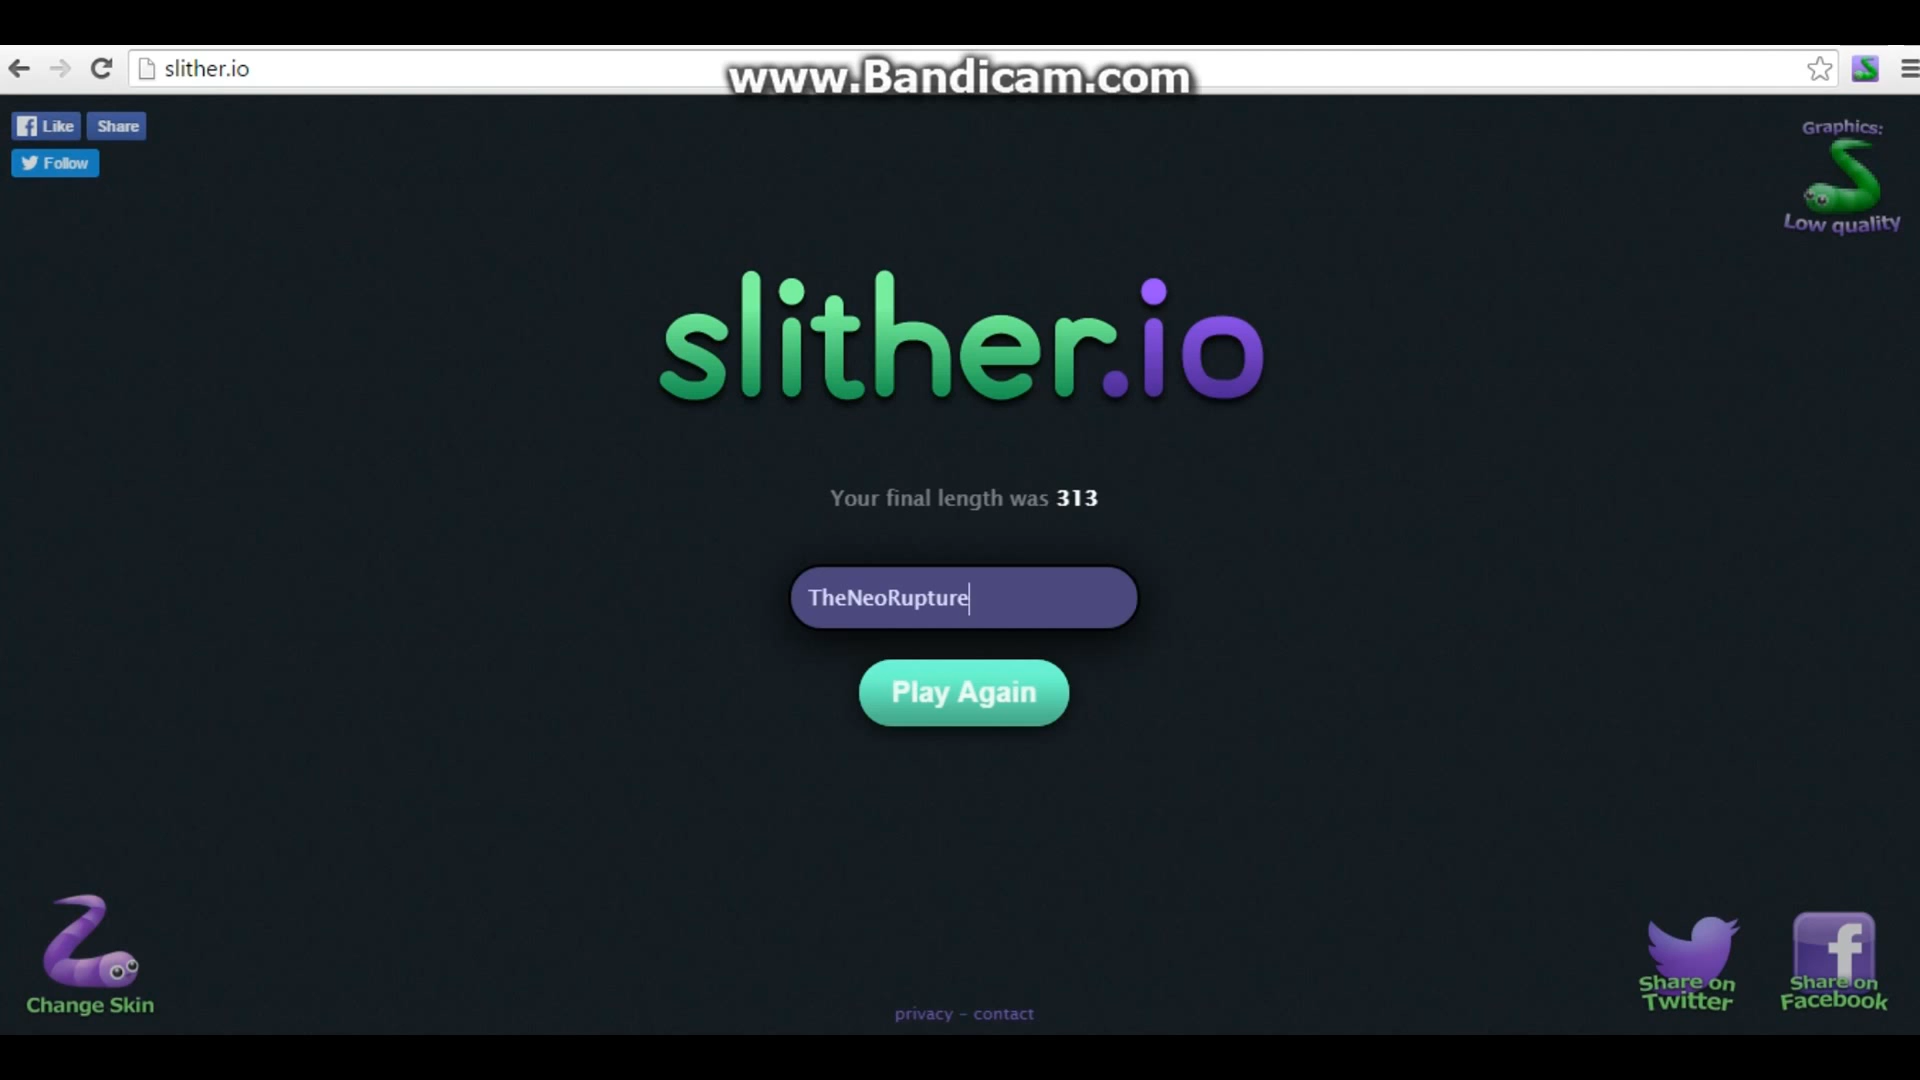 slither.io
www.Bandicam.com
Like
Share
Follow
Graphics:
Low quality
slither.io
Your final length was 313
TheNeoRupture
Play Again
Change Skin
privacy - contact
Share on
Twitter
Share on
Facebook